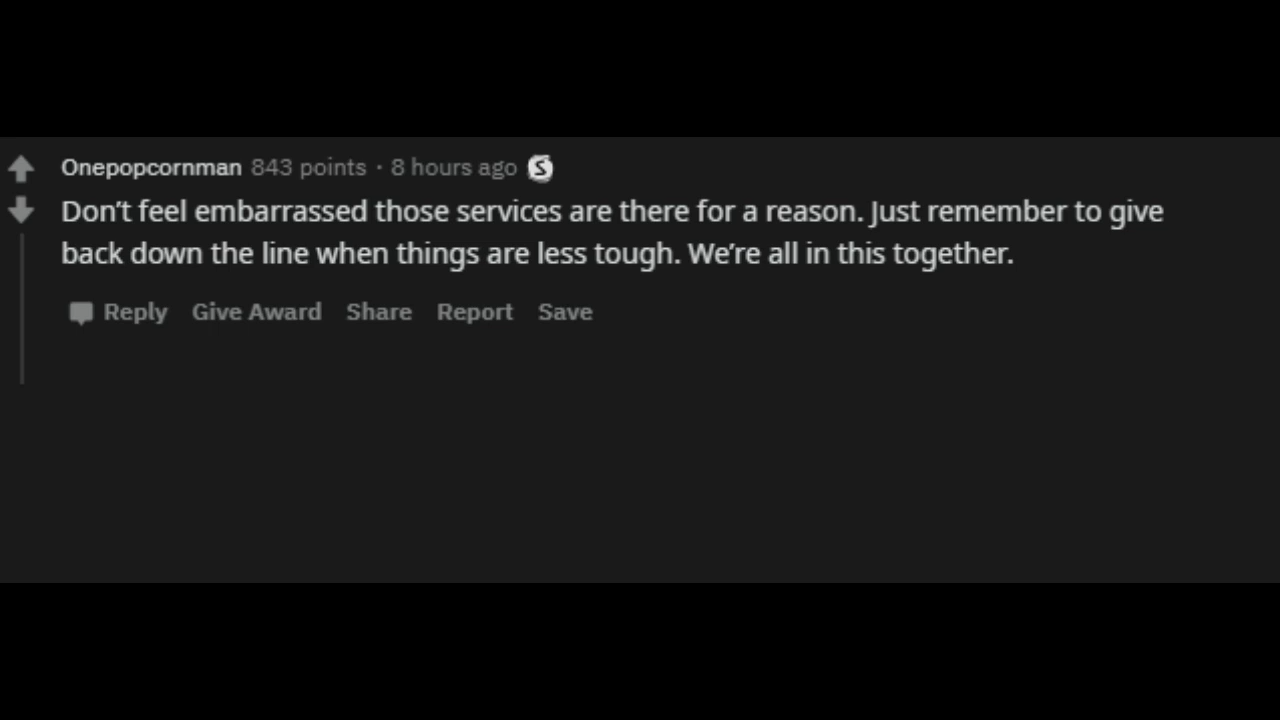 Onepopcornman 843 points · 8 hours ago S
Don’t feel embarrassed those services are there for a reason. Just remember to give
back down the line when things are less tough. We’re all in this together.
Reply Give Award Share Report Save